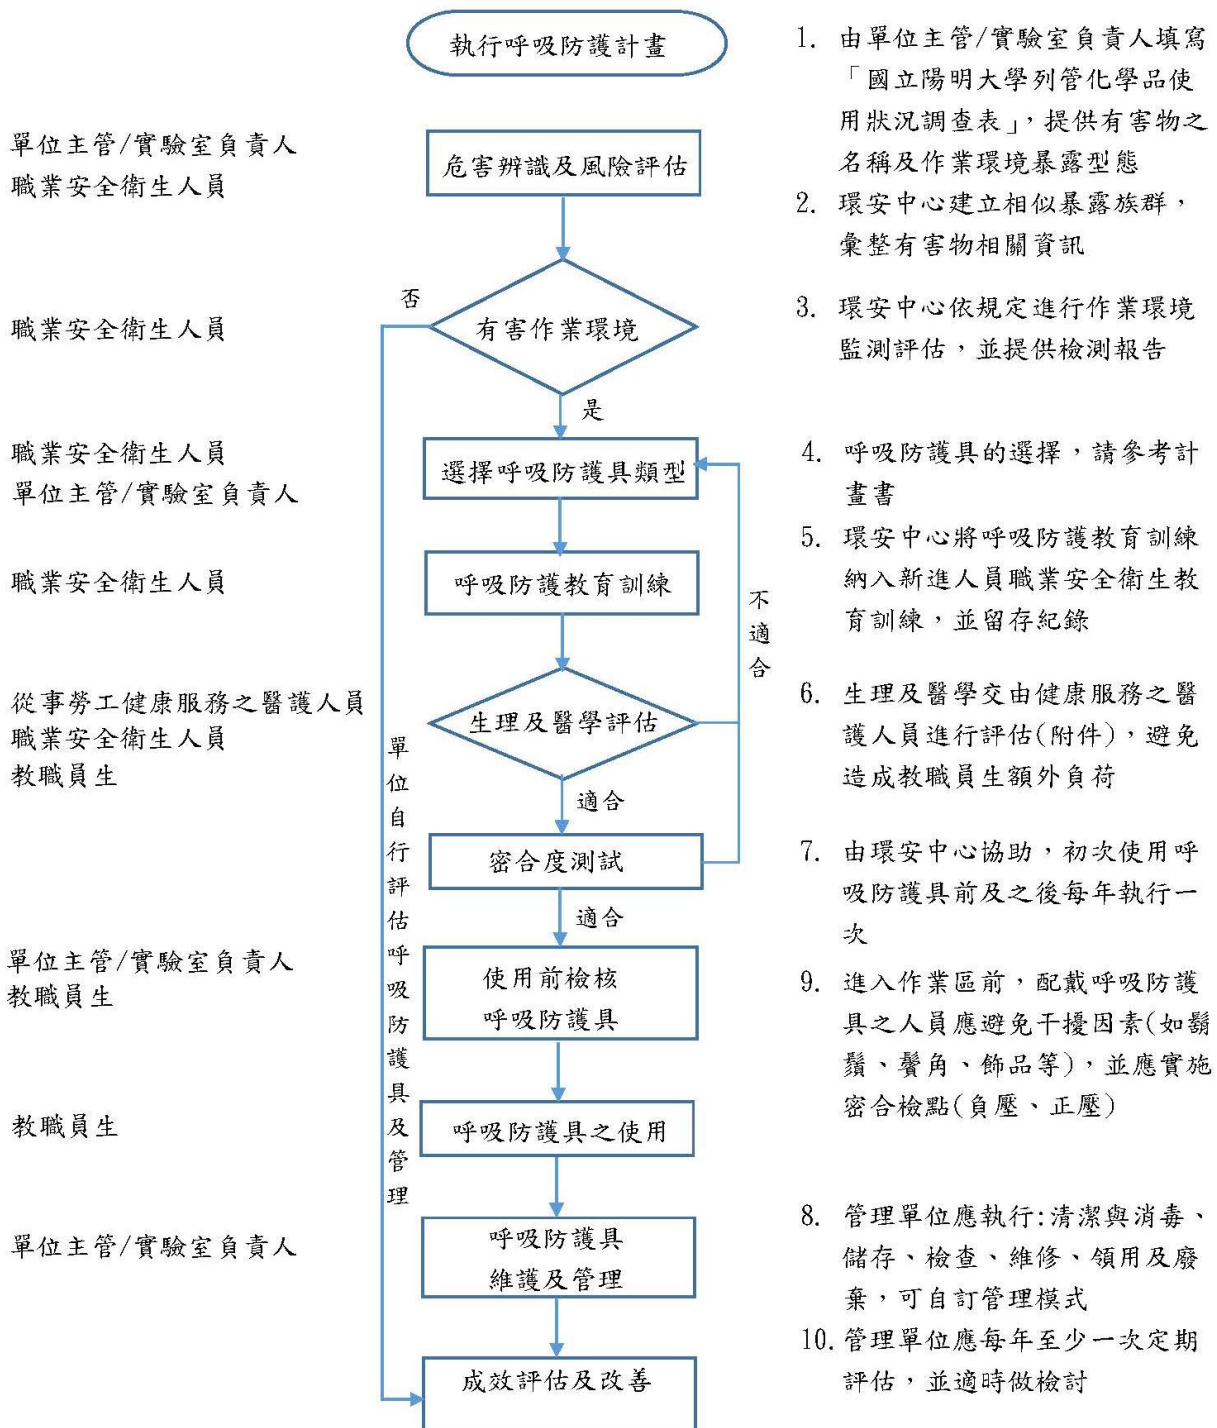 執行呼吸防護計畫
單位主管/實驗室負責人
職業安全衛生人員
危害辨識及風險評估
1. 由單位主管/實驗室負責人填寫
「國立陽明大學列管化學品使
用狀況調查表」，提供有害物之
名稱及作業環境暴露型態
2. 環安中心建立相似暴露族群，
彙整有害物相關資訊
職業安全衛生人員
否
有害作業環境
是
3. 環安中心依規定進行作業環境
監測評估，並提供檢測報告
職業安全衛生人員
單位主管/實驗室負責人
選擇呼吸防護具類型
4. 呼吸防護具的選擇，請參考計
畫書
職業安全衛生人員
呼吸防護教育訓練
5. 環安中心將呼吸防護教育訓練
納入新進人員職業安全衛生教
育訓練，並留存紀錄
不適合
從事勞工健康服務之醫護人員
職業安全衛生人員
教職員生
生理及醫學評估
適合
6. 生理及醫學交由健康服務之醫
護人員進行評估(附件)，避免
造成教職員生額外負荷
單位自行評估呼吸防護具及管理
密合度測試
適合
7. 由環安中心協助，初次使用呼
吸防護具前及之後每年執行一
次
單位主管/實驗室負責人
教職員生
使用前檢核
呼吸防護具
9. 進入作業區前，配戴呼吸防護
具之人員應避免干擾因素(如鬍
鬚、鬢角、飾品等)，並應實施
密合檢點(負壓、正壓)
教職員生
呼吸防護具之使用
單位主管/實驗室負責人
呼吸防護具
維護及管理
8. 管理單位應執行:清潔與消毒、
儲存、檢查、維修、領用及廢
棄，可自訂管理模式
成效評估及改善
10. 管理單位應每年至少一次定期
評估，並適時做檢討